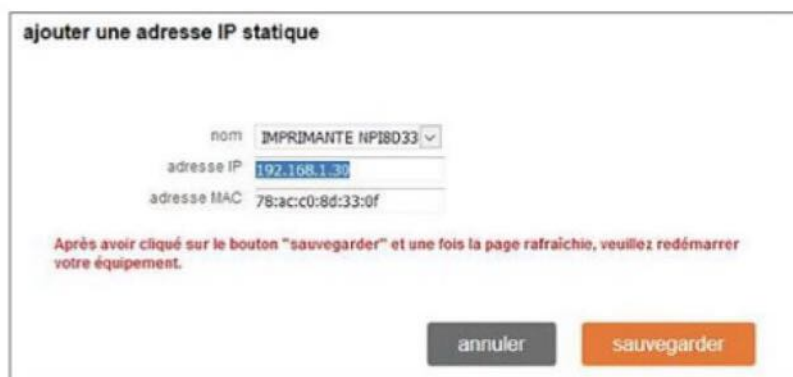 ajouter une adresse IP statique
nom IMPRIMANTE NPI8D33
adresse IP 192.168.1.30
adresse MAC 78:ac:c0:8d:33:0f
Après avoir cliqué sur le bouton "sauvegarder" et une fois la page rafraîchie, veuillez redémarrer
votre équipement.
annuler sauvegarder